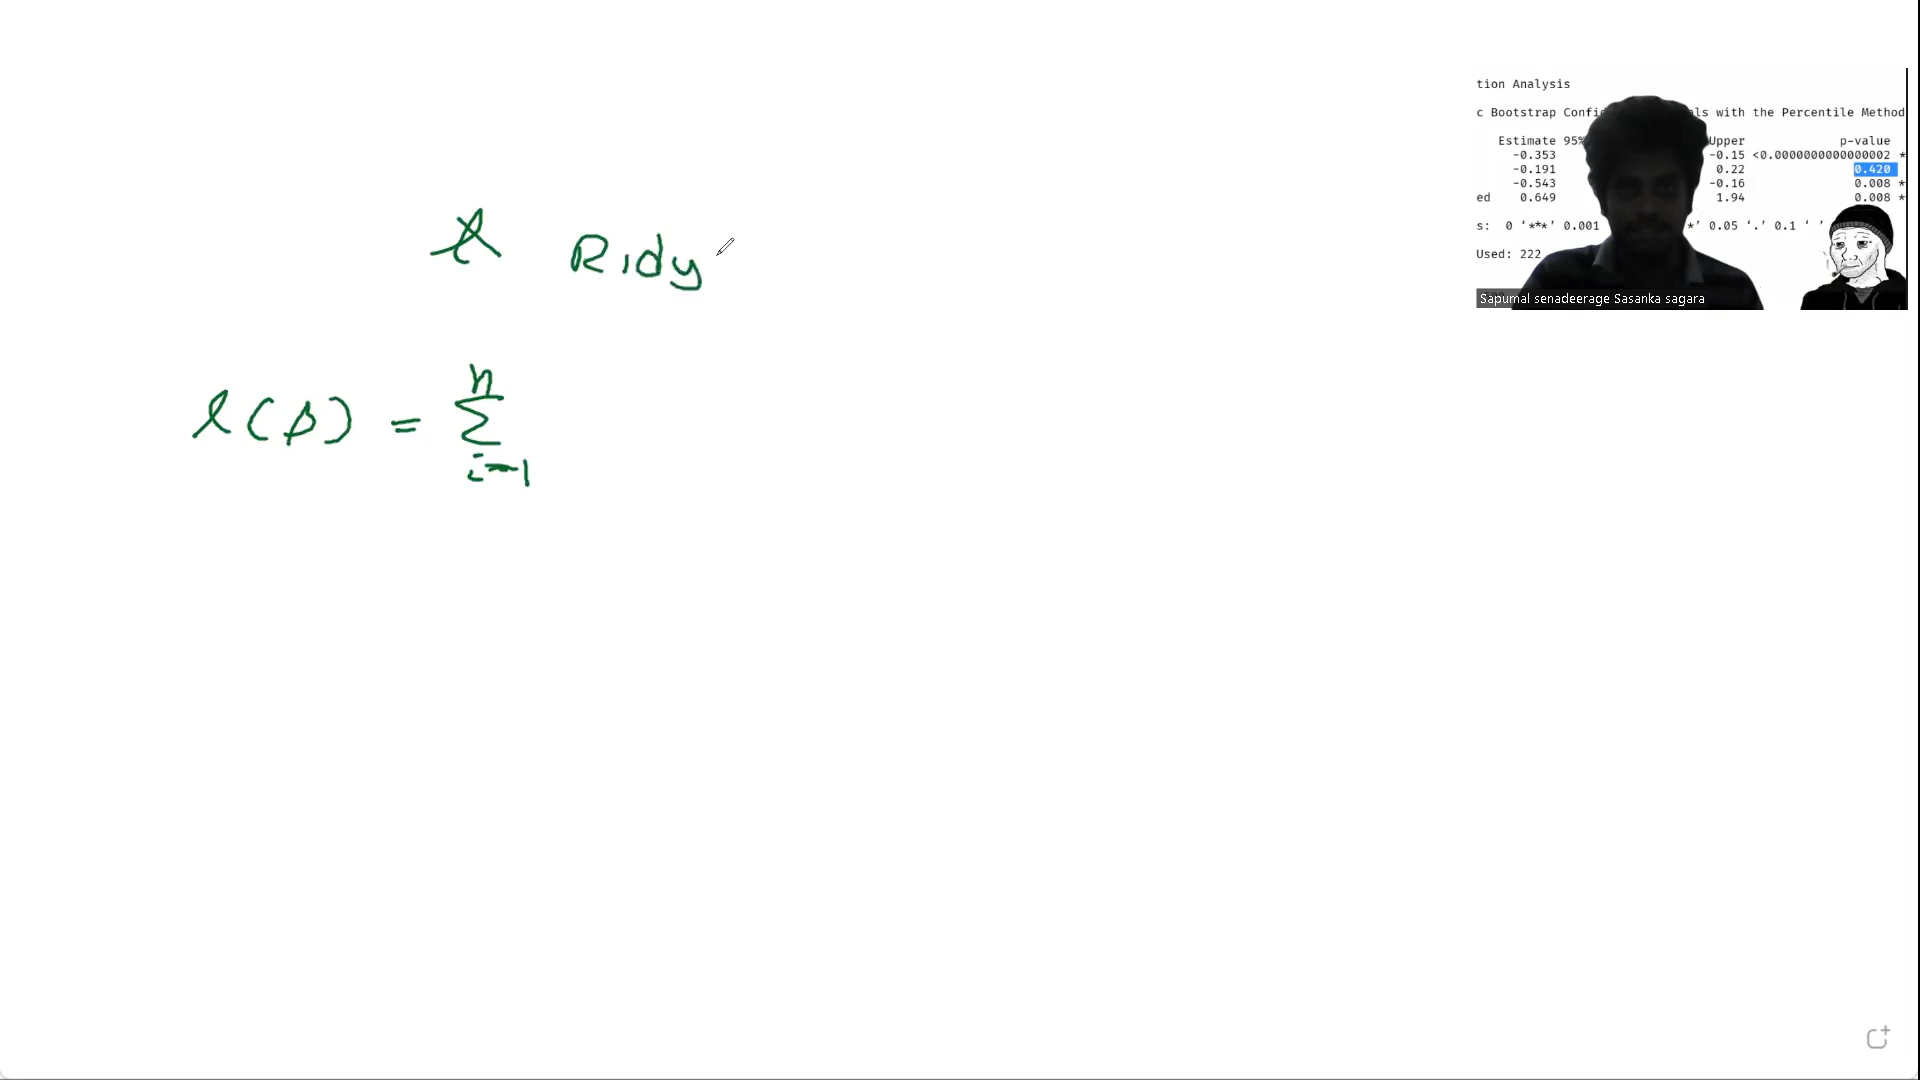 Ridy
l(β) = n∑i=1
tion Analysis
c Bootstrap Confi ls with the Percentile Method
Estimate 95% Upper p-value
-0.353 -0.15 <0.0000000000000002 *
-0.191 0.22 0.420
-0.543 -0.16 0.008 *
ed 0.649 1.94 0.008 *
s: 0 ‘***’ 0.001 *’ 0.05 ‘.’ 0.1 ‘ ’
Used: 222
Sapumal senadeerage Sasanka sagara